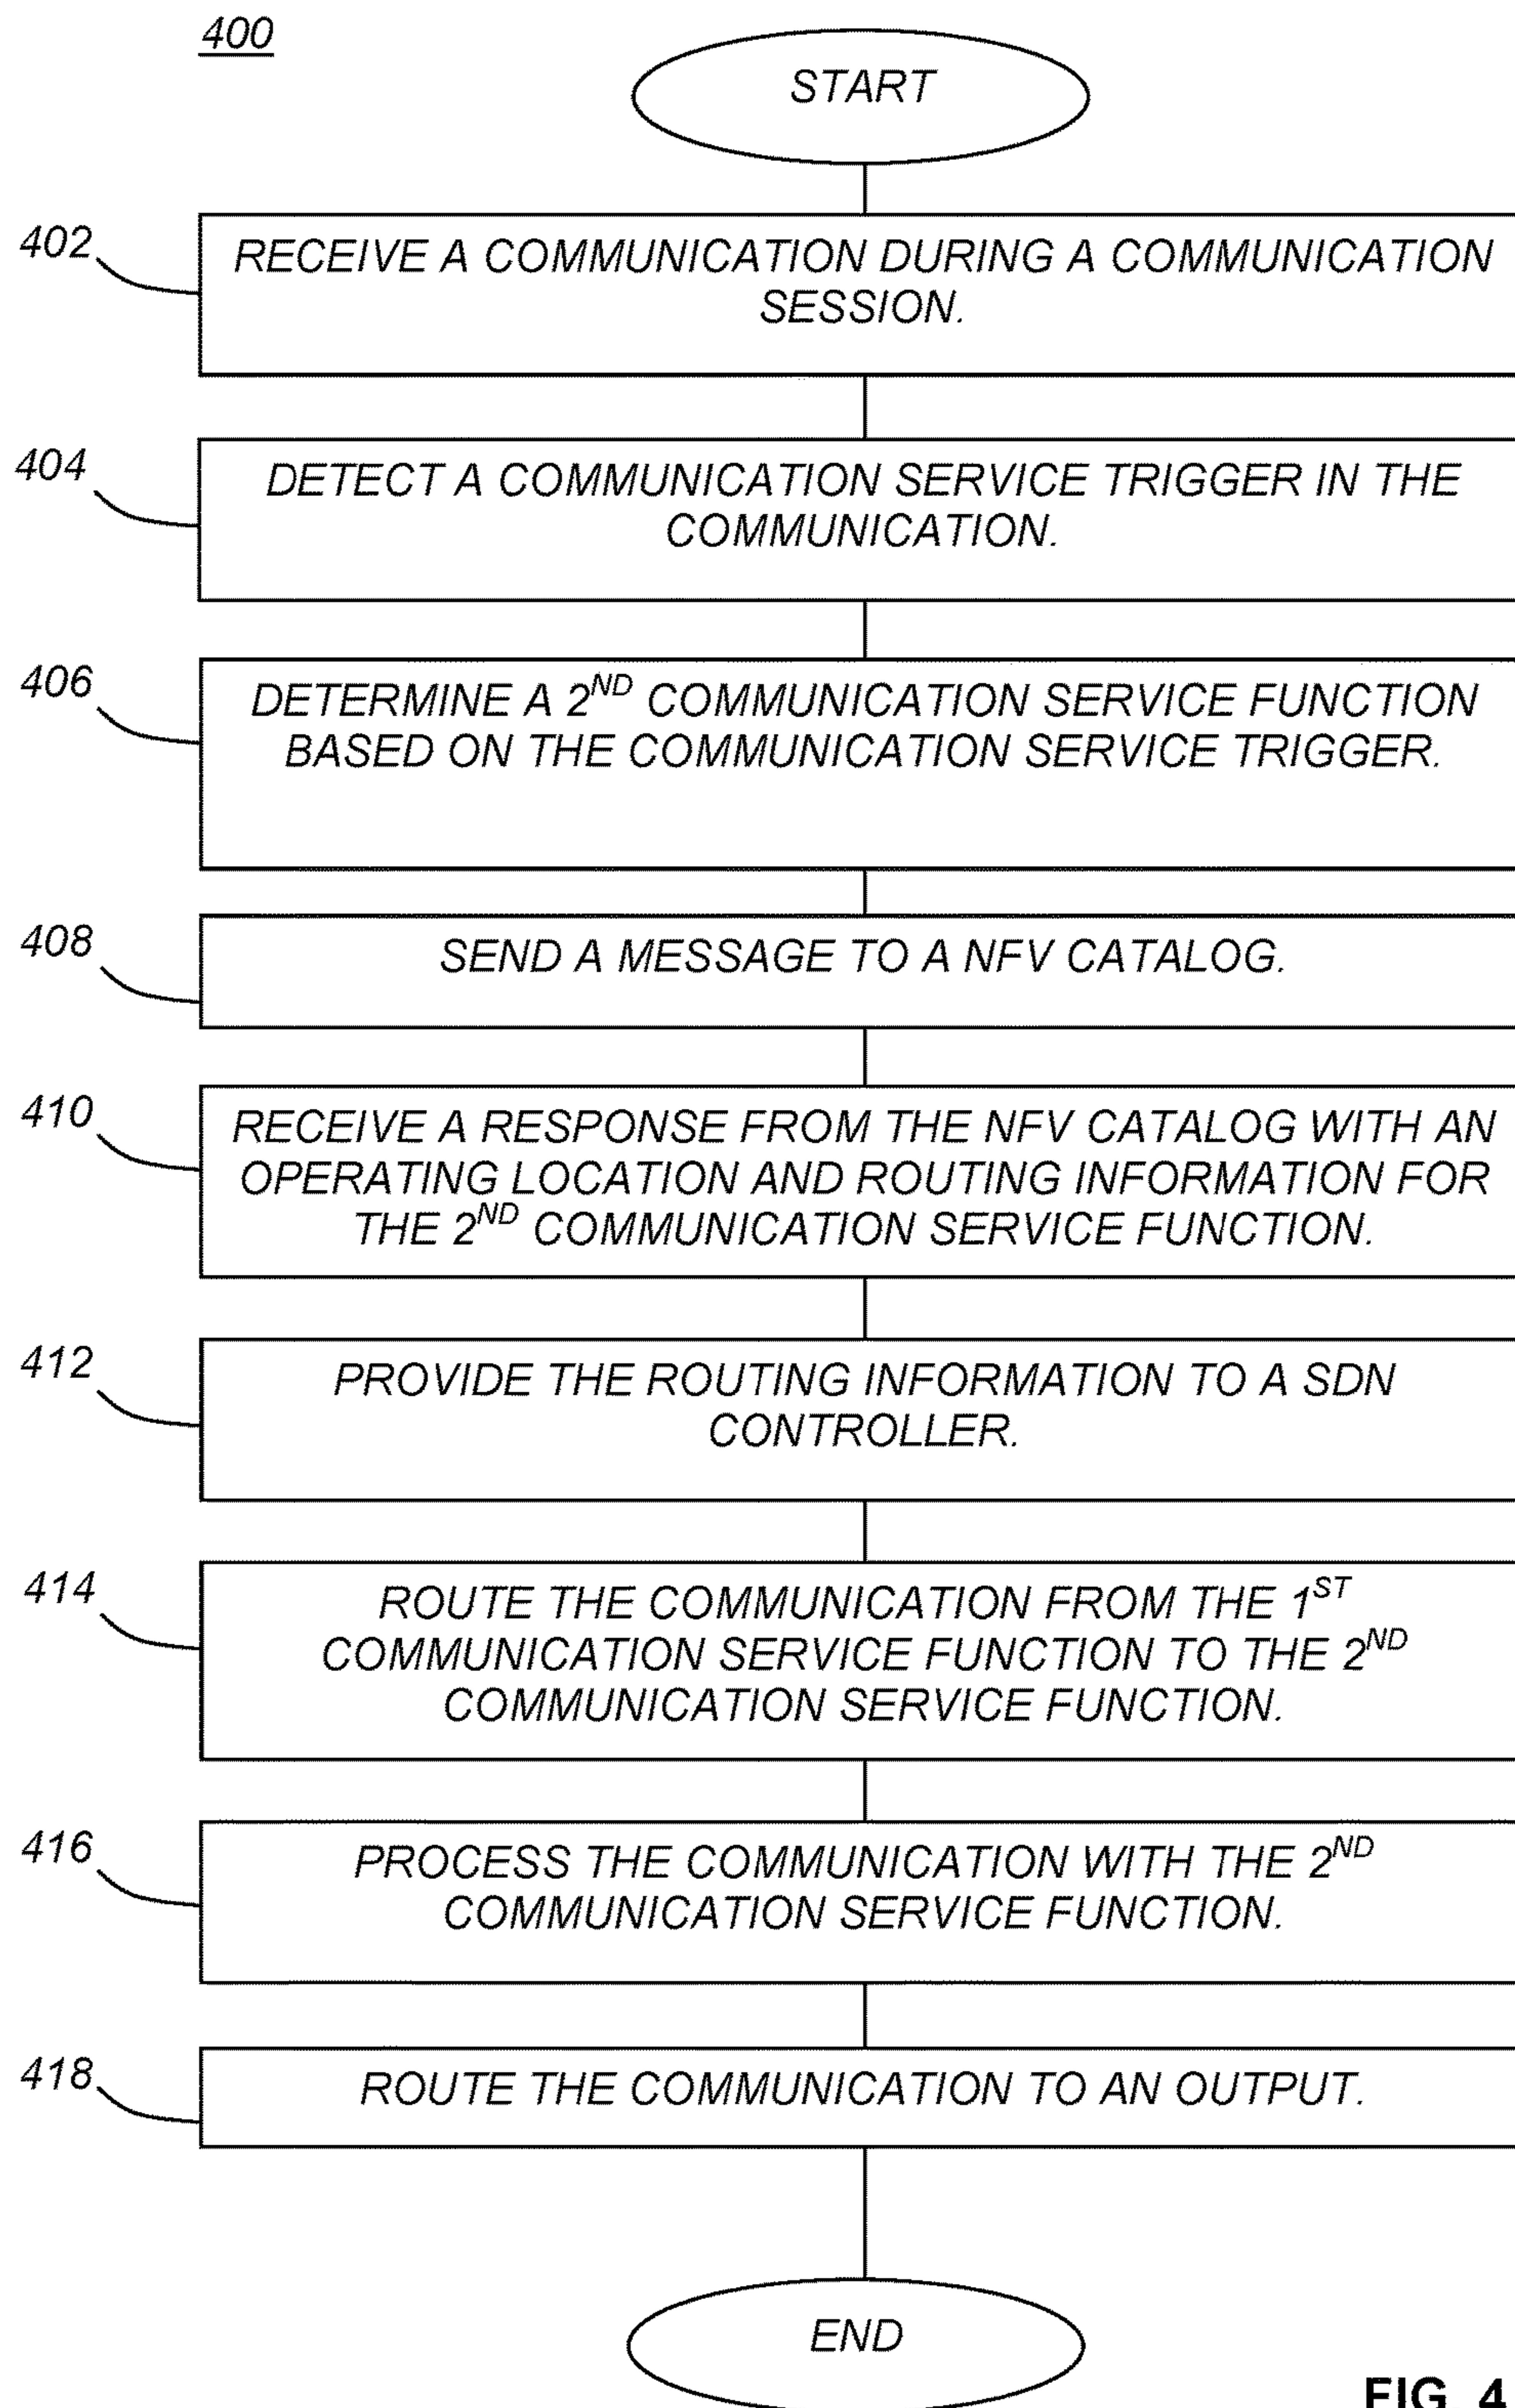 400
START
402
RECEIVE A COMMUNICATION DURING A COMMUNICATION
SESSION.
404
DETECT A COMMUNICATION SERVICE TRIGGER IN THE
COMMUNICATION.
406
DETERMINE A 2ND COMMUNICATION SERVICE FUNCTION
BASED ON THE COMMUNICATION SERVICE TRIGGER.
408
SEND A MESSAGE TO A NFV CATALOG.
410
RECEIVE A RESPONSE FROM THE NFV CATALOG WITH AN
OPERATING LOCATION AND ROUTING INFORMATION FOR
THE 2ND COMMUNICATION SERVICE FUNCTION.
412
PROVIDE THE ROUTING INFORMATION TO A SDN
CONTROLLER.
414
ROUTE THE COMMUNICATION FROM THE 1ST
COMMUNICATION SERVICE FUNCTION TO THE 2ND
COMMUNICATION SERVICE FUNCTION.
416
PROCESS THE COMMUNICATION WITH THE 2ND
COMMUNICATION SERVICE FUNCTION.
418
ROUTE THE COMMUNICATION TO AN OUTPUT.
END
FIG. 4